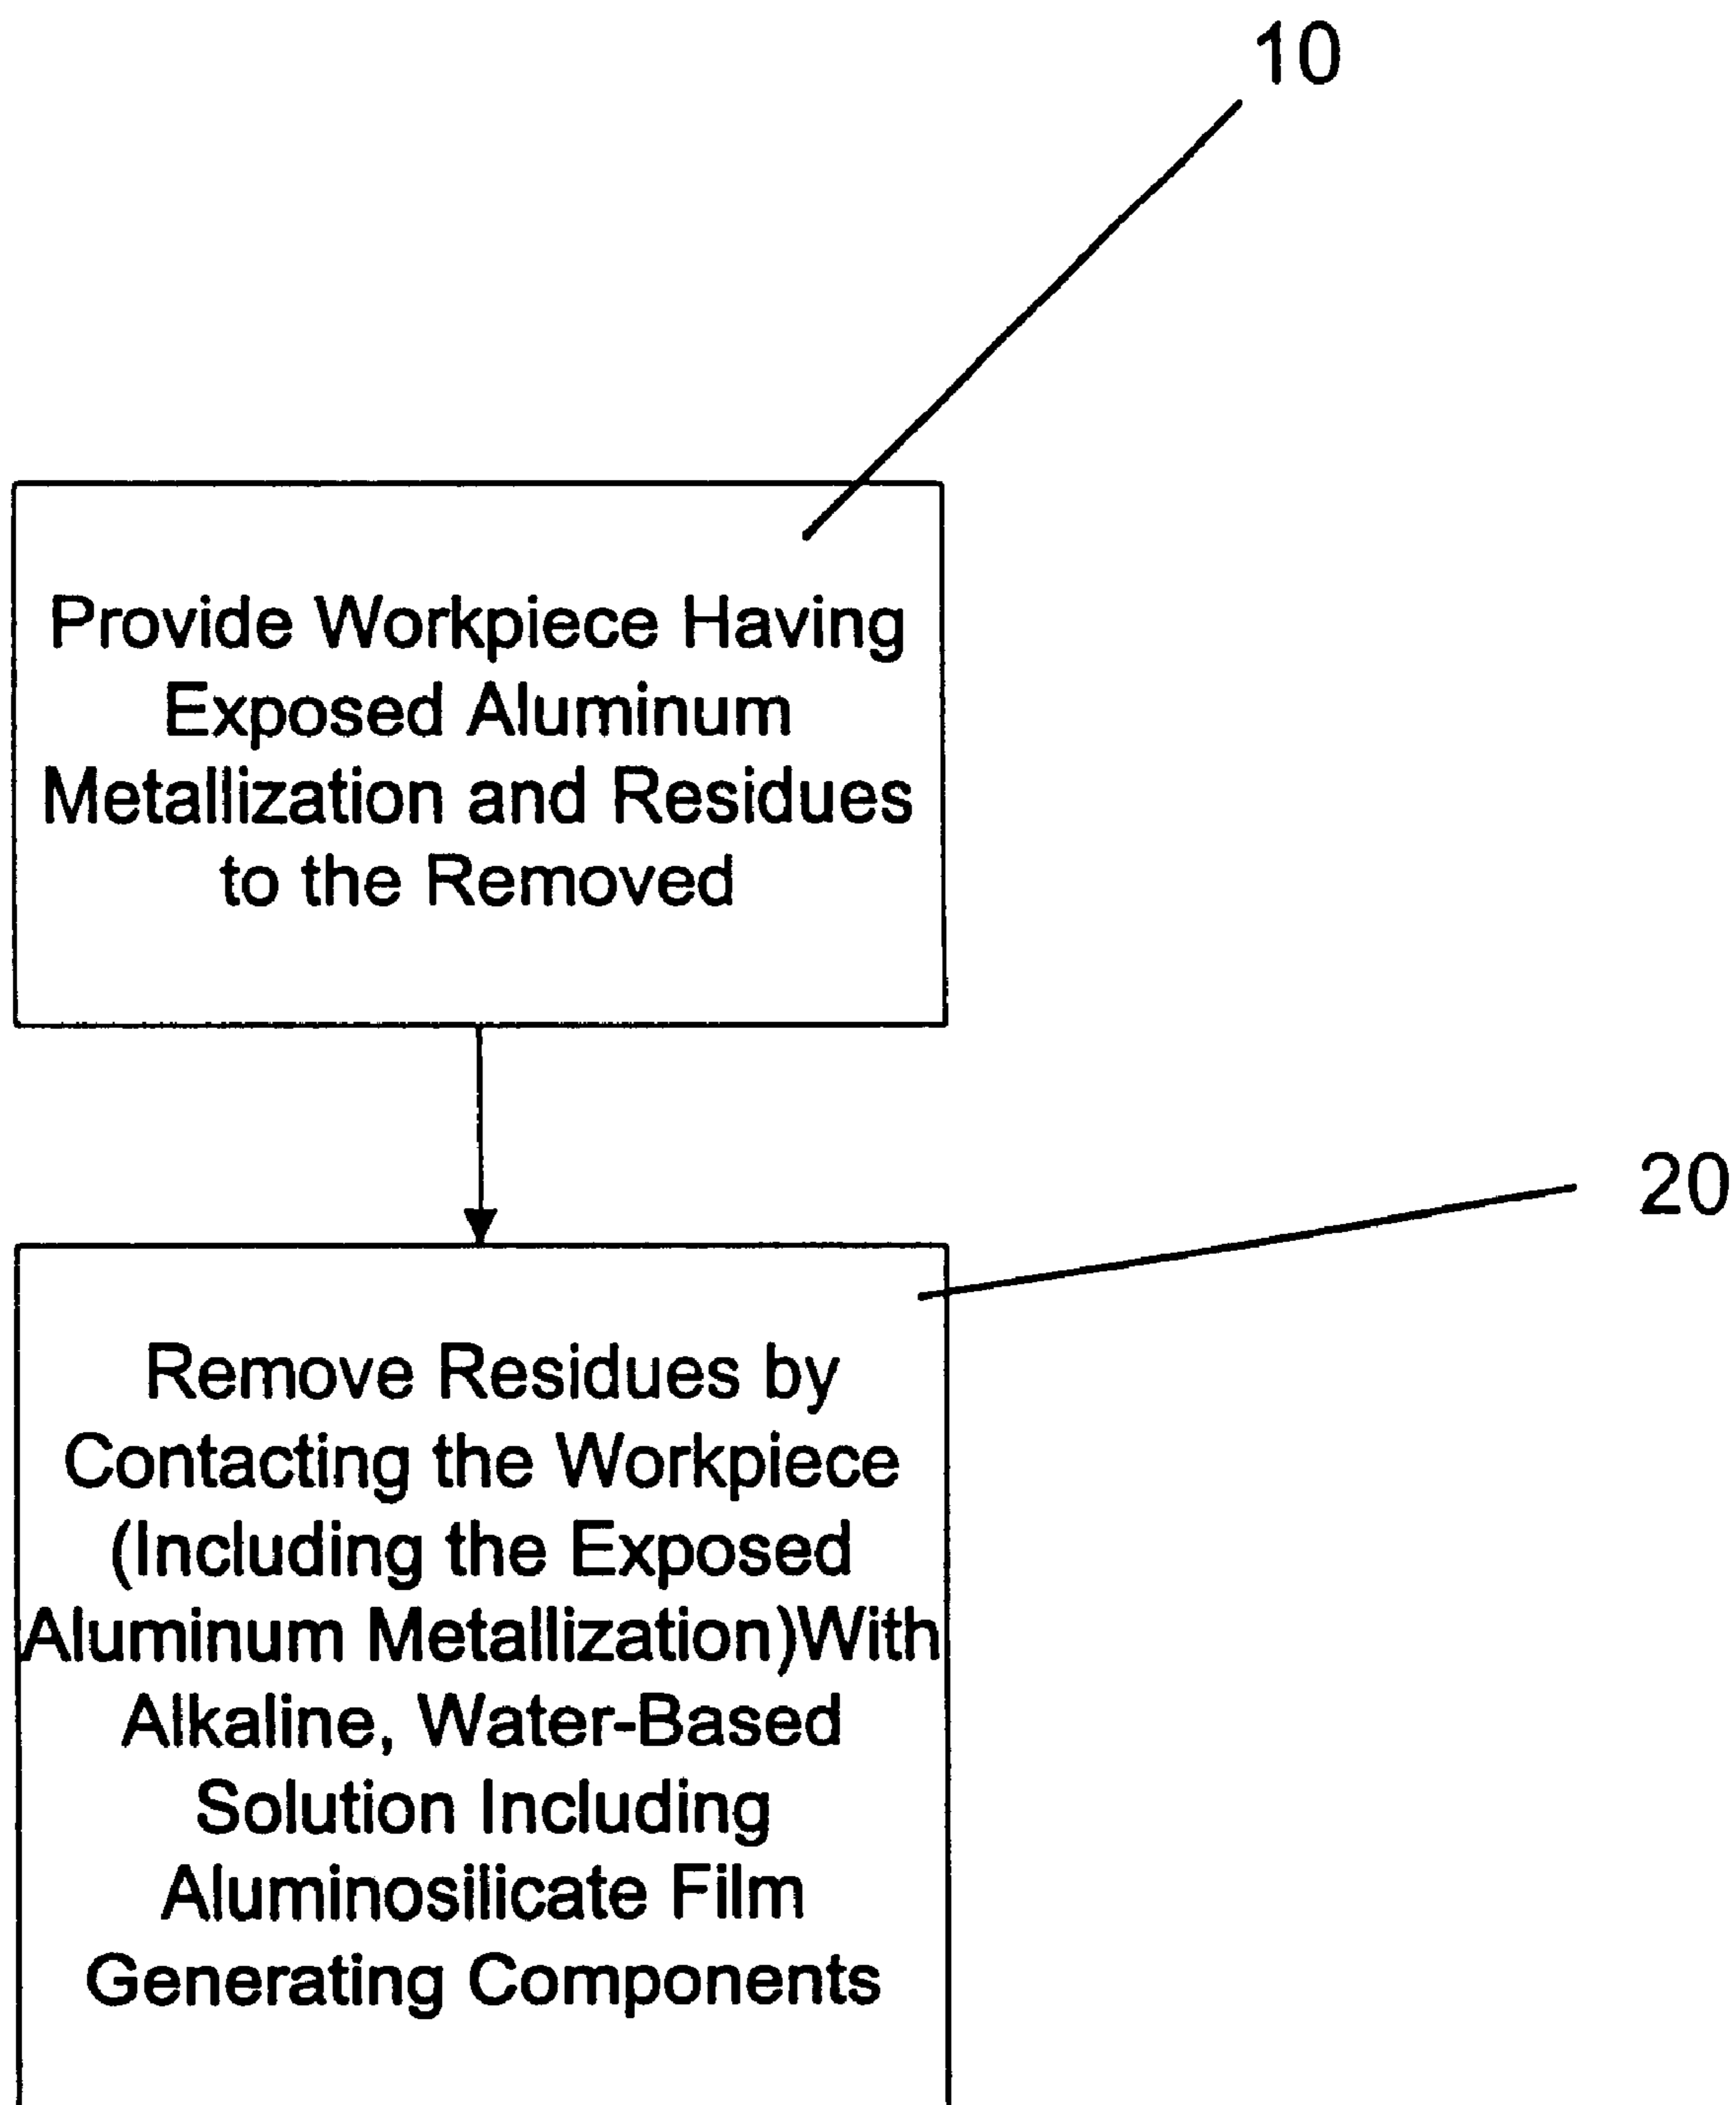 10
Provide Workpiece Having
Exposed Aluminum
Metallization and Residues
to the Removed
20
Remove Residues by
Contacting the Workpiece
(Including the Exposed
Aluminum Metallization)With
Alkaline, Water-Based
Solution Including
Aluminosilicate Film
Generating Components